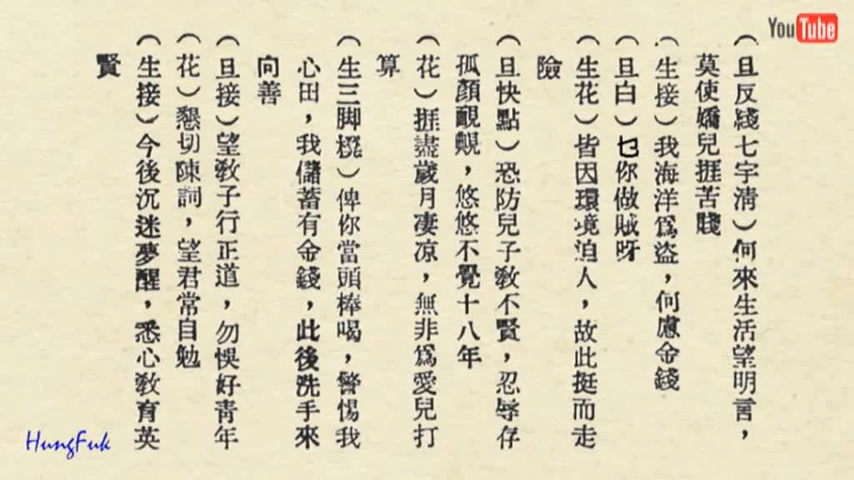 （旦反綫七字清）何來生活望明言，
莫使嬌兒捱苦賤
（生接）我海洋爲盜，何慮金錢
（旦白）乜你做賊呀
（生花）皆因環境迫人，故此挺而走
險
（旦快點）恐防兒子教不賢，忍辱存
孤顏靦覥，悠悠不覺十八年
（花）捱盡歲月凄凉，無非爲愛兒打
算
（生三脚櫈）俾你當頭棒喝，警惕我
心田，我儲蓄有金錢，此後洗手來
向善
（旦接）望教子行正道，勿悞好青年
（花）懇切陳詞，望君常自勉
（生接）今後沉迷夢醒，悉心教育英
賢
YouTube
HungFuk